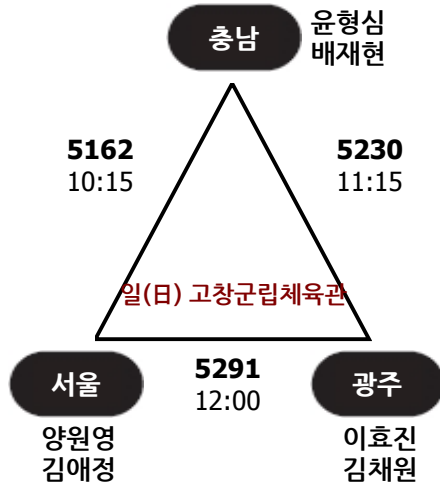 충남
윤형심
배재현
5162
10:15
5230
11:15
일(日) 고창군립체육관
서울
양원영
김애정
5291
12:00
광주
이효진
김채원